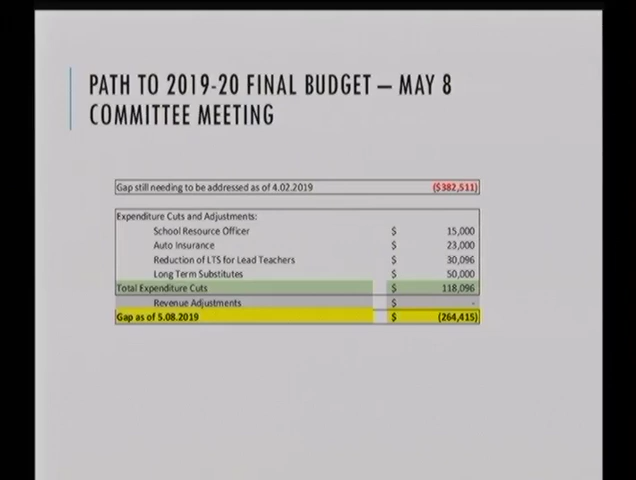 PATH TO 2019-20 FINAL BUDGET – MAY 8
COMMITTEE MEETING
Gap still needing to be addressed as of 4.02.2019 ($382,511)
Expenditure Cuts and Adjustments:
School Resource Officer $ 15,000
Auto Insurance $ 23,000
Reduction of LTS for Lead Teachers $ 30,096
Long Term Substitutes $ 50,000
Total Expenditure Cuts $ 118,096
Revenue Adjustments $ -
Gap as of 5.08.2019 $ (264,415)